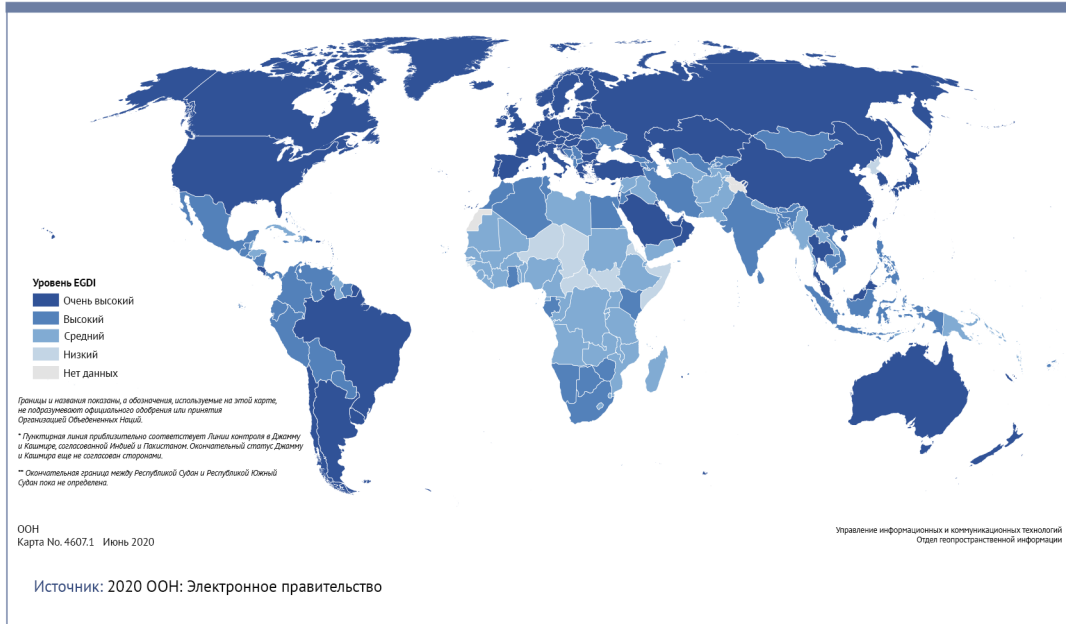 Уровень EGDI
Очень высокий
Высокий
Средний
Низкий
Нет данных
Границы и названия показаны, а обозначения, используемые на этой карте,
не подразумевают официального одобрения или принятия
Организацией Объеденненых Наций.
* Пунктирная линия приблизительно соответствует Линии контроля в Джамму
и Кашмире, согласованной Индией и Пакистаном. Окончательный статус Джамму
и Кашмира еще не согласован сторонами.
** Окончательная граница между Республикой Судан и Республикой Южный
Судан пока не определена.
ООН
Карта No. 4607.1 Июнь 2020
Управление информационных и коммуникационных технологий
Отдел геопространственной информации
Источник: 2020 ООН: Электронное правительство